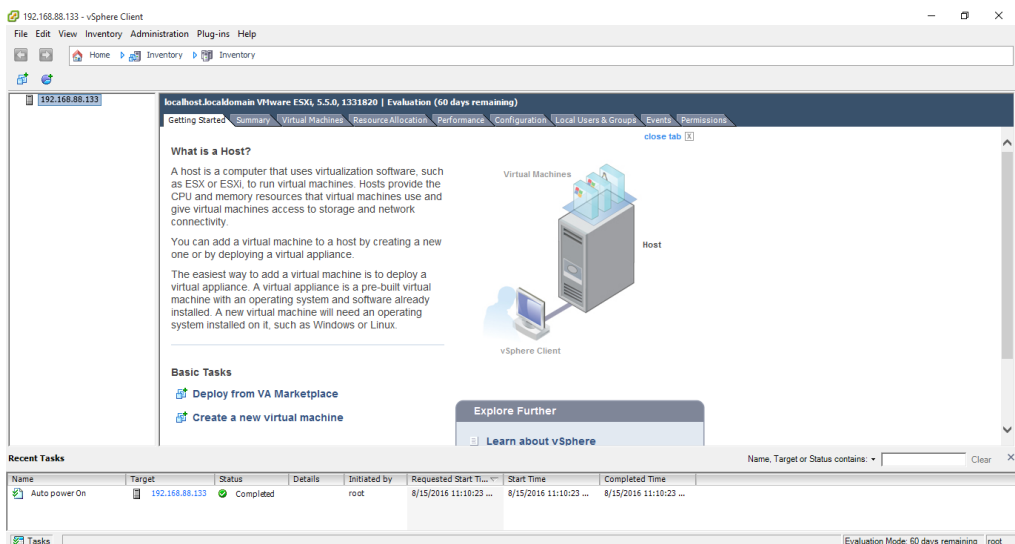 192.168.88.133 - vSphere Client
File Edit View Inventory Administration Plug-ins Help
Home Inventory Inventory
192.168.88.133
localhost.localdomain VMware ESXi, 5.5.0, 1331820 | Evaluation (60 days remaining)
Getting Started Summary Virtual Machines Resource Allocation Performance Configuration Local Users & Groups Events Permissions
close tab X
What is a Host?
A host is a computer that uses virtualization software, such
as ESX or ESXi, to run virtual machines. Hosts provide the
CPU and memory resources that virtual machines use and
give virtual machines access to storage and network
connectivity.
You can add a virtual machine to a host by creating a new
one or by deploying a virtual appliance.
The easiest way to add a virtual machine is to deploy a
virtual appliance. A virtual appliance is a pre-built virtual
machine with an operating system and software already
installed. A new virtual machine will need an operating
system installed on it, such as Windows or Linux.
Virtual Machines
Host
vSphere Client
Basic Tasks
Deploy from VA Marketplace
Create a new virtual machine
Explore Further
Learn about vSphere
Recent Tasks
Name, Target or Status contains:
Clear
Name Target Status Details Initiated by Requested Start Ti... Start Time Completed Time
Auto power On 192.168.88.133 Completed root 8/15/2016 11:10:23 ... 8/15/2016 11:10:23 ... 8/15/2016 11:10:23 ...
Tasks
Evaluation Mode: 60 days remaining root